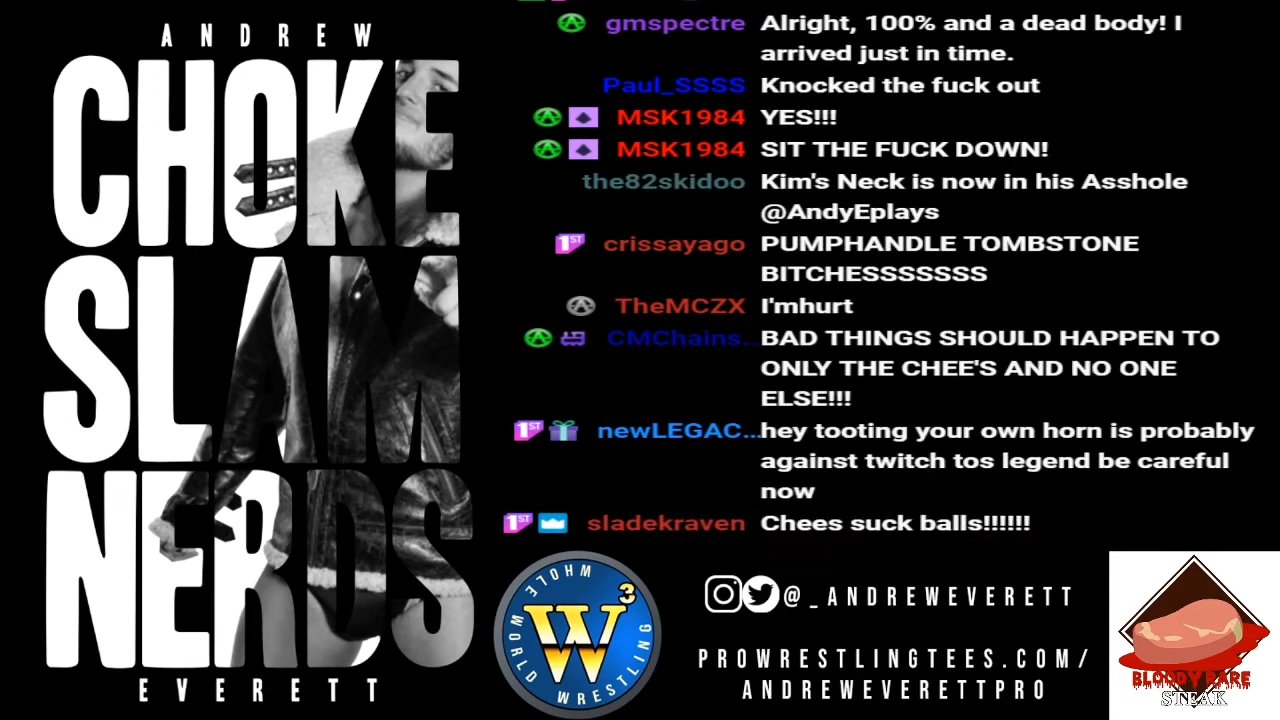 ANDREW
CHOKE
SLAM
NERDS
EVERETT
gmspectre Alright, 100% and a dead body! I
arrived just in time.
Paul_SSSS Knocked the fuck out
MSK1984 YES!!!
MSK1984 SIT THE FUCK DOWN!
the82skidoo Kim's Neck is now in his Asshole
@AndyEplays
1ST crissayago PUMPHANDLE TOMBSTONE
BITCHESSSSSSS
TheMCZX I'mhurt
CMChains... BAD THINGS SHOULD HAPPEN TO
ONLY THE CHEE'S AND NO ONE
ELSE!!!
1ST newLEGAC... hey tooting your own horn is probably
against twitch tos legend be careful
now
1ST sladekraven Chees suck balls!!!!!!
WHOLE WORLD WRESTLING
W3
@_ANDREWEVERETT
PROWRESTLINGTEES.COM/
ANDREWEVERETTPRO
BLOODY RARE
STEAK